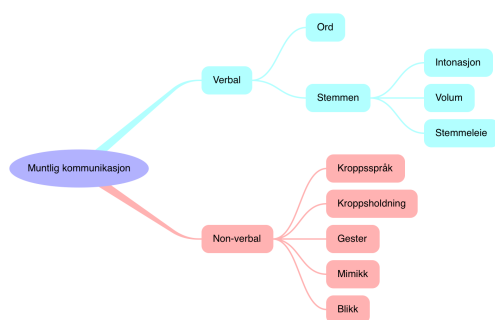 Ord
Intonasjon
Verbal
Stemmen
Volum
Stemmeleie
Muntlig kommunikasjon
Kroppsspråk
Kroppsholdning
Non-verbal
Gester
Mimikk
Blikk